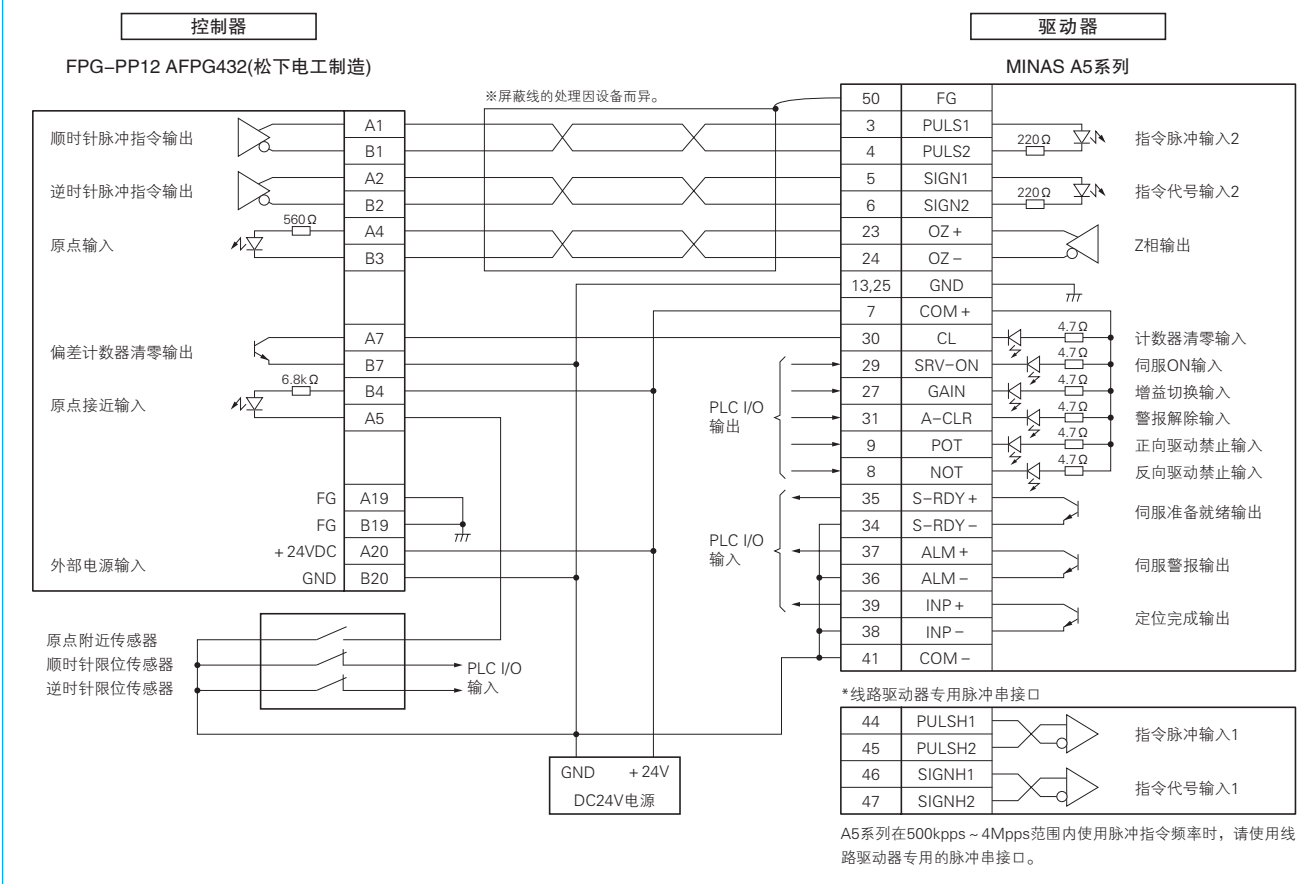 控制器
驱动器
FPG-PP12 AFPG432(松下电工制造)
MINAS A5系列
※屏蔽线的处理因设备而异。
顺时针脉冲指令输出
A1
B1
逆时针脉冲指令输出
A2
B2
560Ω
原点输入
A4
B3
偏差计数器清零输出
A7
B7
6.8kΩ
原点接近输入
B4
A5
FG A19
FG B19
外部电源输入
+24VDC A20
GND B20
50 FG
3 PULS1
4 PULS2
220Ω
指令脉冲输入2
5 SIGN1
6 SIGN2
220Ω
指令代号输入2
23 OZ+
24 OZ-
Z相输出
13,25 GND
7 COM+
30 CL 4.7Ω 计数器清零输入
29 SRV-ON 4.7Ω 伺服ON输入
27 GAIN 4.7Ω 增益切换输入
31 A-CLR 4.7Ω 警报解除输入
9 POT 4.7Ω 正向驱动禁止输入
8 NOT 4.7Ω 反向驱动禁止输入
PLC I/O
输出
35 S-RDY+
34 S-RDY-
伺服准备就绪输出
PLC I/O
输入
37 ALM+
36 ALM-
伺服警报输出
39 INP+
38 INP-
定位完成输出
41 COM-
原点附近传感器
顺时针限位传感器
逆时针限位传感器
PLC I/O
输入
GND +24V
DC24V电源
*线路驱动器专用脉冲串接口
44 PULSH1
45 PULSH2
指令脉冲输入1
46 SIGNH1
47 SIGNH2
指令代号输入1
A5系列在500kpps~4Mpps范围内使用脉冲指令频率时，请使用线
路驱动器专用的脉冲串接口。